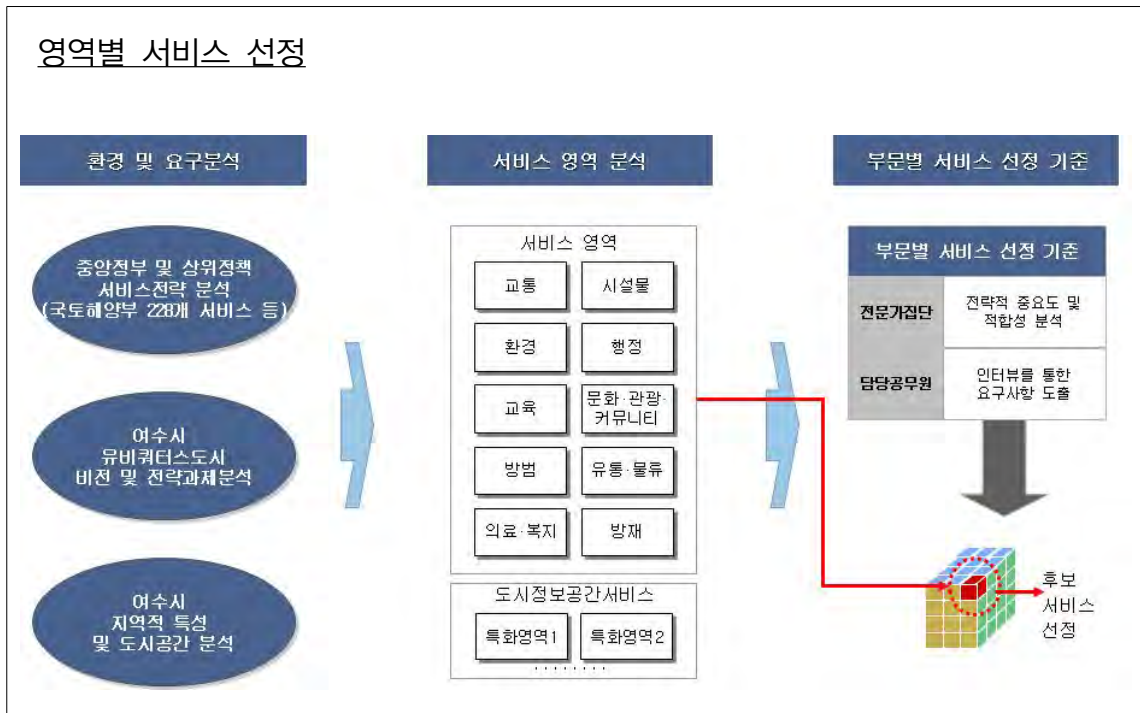 영역별 서비스 선정
환경 및 요구분석
중앙정부 및 상위정책
서비스전략 분석
(국토해양부 228개 서비스 등)
여수시
유비쿼터스도시
비전 및 전략과제분석
여수시
지역적 특성
및 도시공간 분석
서비스 영역 분석
서비스 영역
교통
시설물
환경
행정
교육
문화·관광·
커뮤니티
방범
유통·물류
의료·복지
방재
도시정보공간서비스
특화영역1
특화영역2
········
부문별 서비스 선정 기준
부문별 서비스 선정 기준
전문가집단
전략적 중요도 및
적합성 분석
담당공무원
인터뷰를 통한
요구사항 도출
후보
서비스
선정